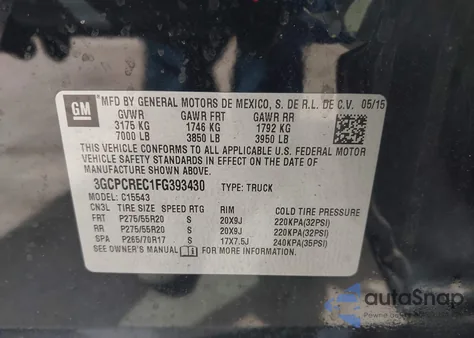 GM
MFD BY GENERAL MOTORS DE MEXICO, S. DE R.L. DE C.V. 05/15
GVWR GAWR FRT GAWR RR
3175 KG 1746 KG 1792 KG
7000 LB 3850 LB 3950 LB
THIS VEHICLE CONFORMS TO ALL APPLICABLE U.S. FEDERAL MOTOR
VEHICLE SAFETY STANDARDS IN EFFECT ON THE DATE OF
MANUFACTURE SHOWN ABOVE.
3GCPCREC1FG393430 TYPE: TRUCK
MODEL: C15543
CN3L TIRE SIZE SPEED RTG RIM COLD TIRE PRESSURE
FRT P275/55R20 S 20X9J 220KPA(32PSI)
RR P275/55R20 S 20X9J 220KPA(32PSI)
SPA P265/70R17 S 17X7.5J 240KPA(35PSI)
SEE OWNER'S MANUAL FOR MORE INFORMATION.
autoSnap